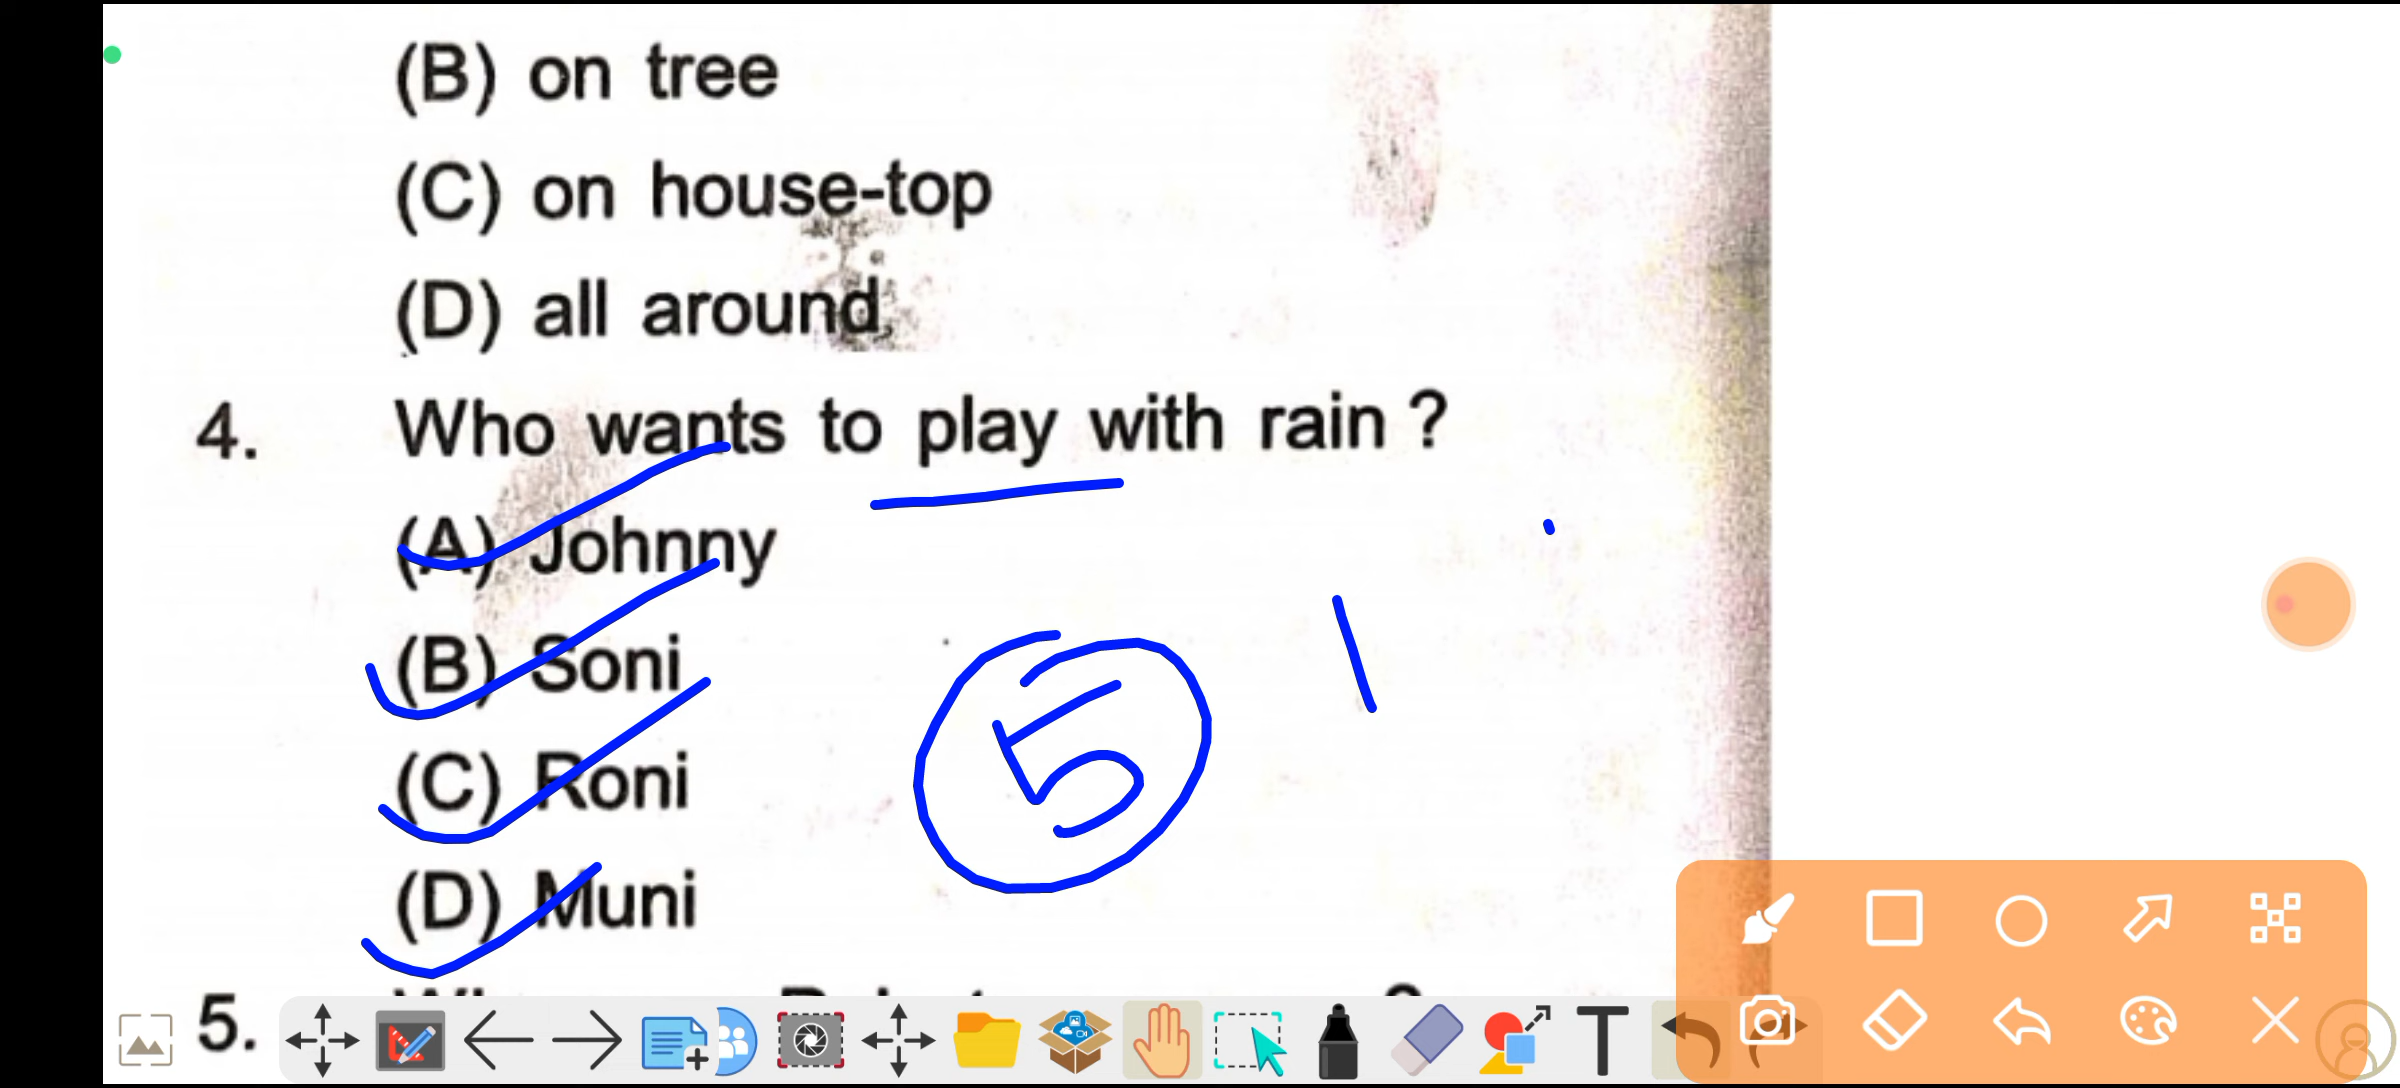 (B) on tree
(C) on house-top
(D) all around
4. Who wants to play with rain ?
(A) Johnny
(B) Soni
5
(C) Roni
(D) Muni
5.
T